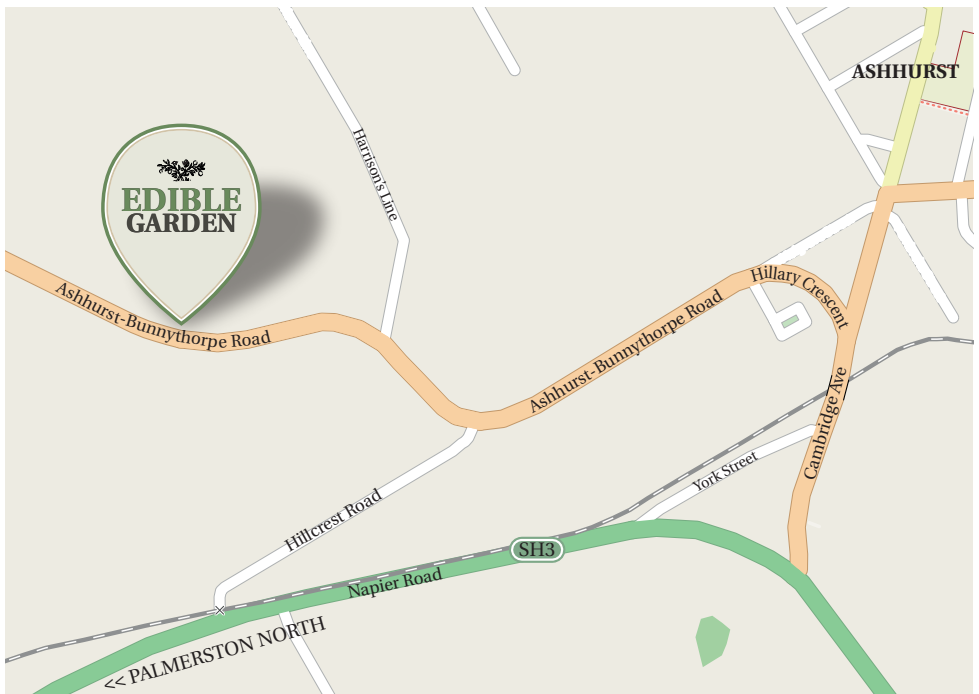 ASHHURST
Harrison's Line
EDIBLE
GARDEN
Hillary Crescent
Ashhurst-Bunnythorpe Road
Ashhurst-Bunnythorpe Road
Cambridge Ave
York Street
Hillcrest Road
SH3
Napier Road
<< PALMERSTON NORTH